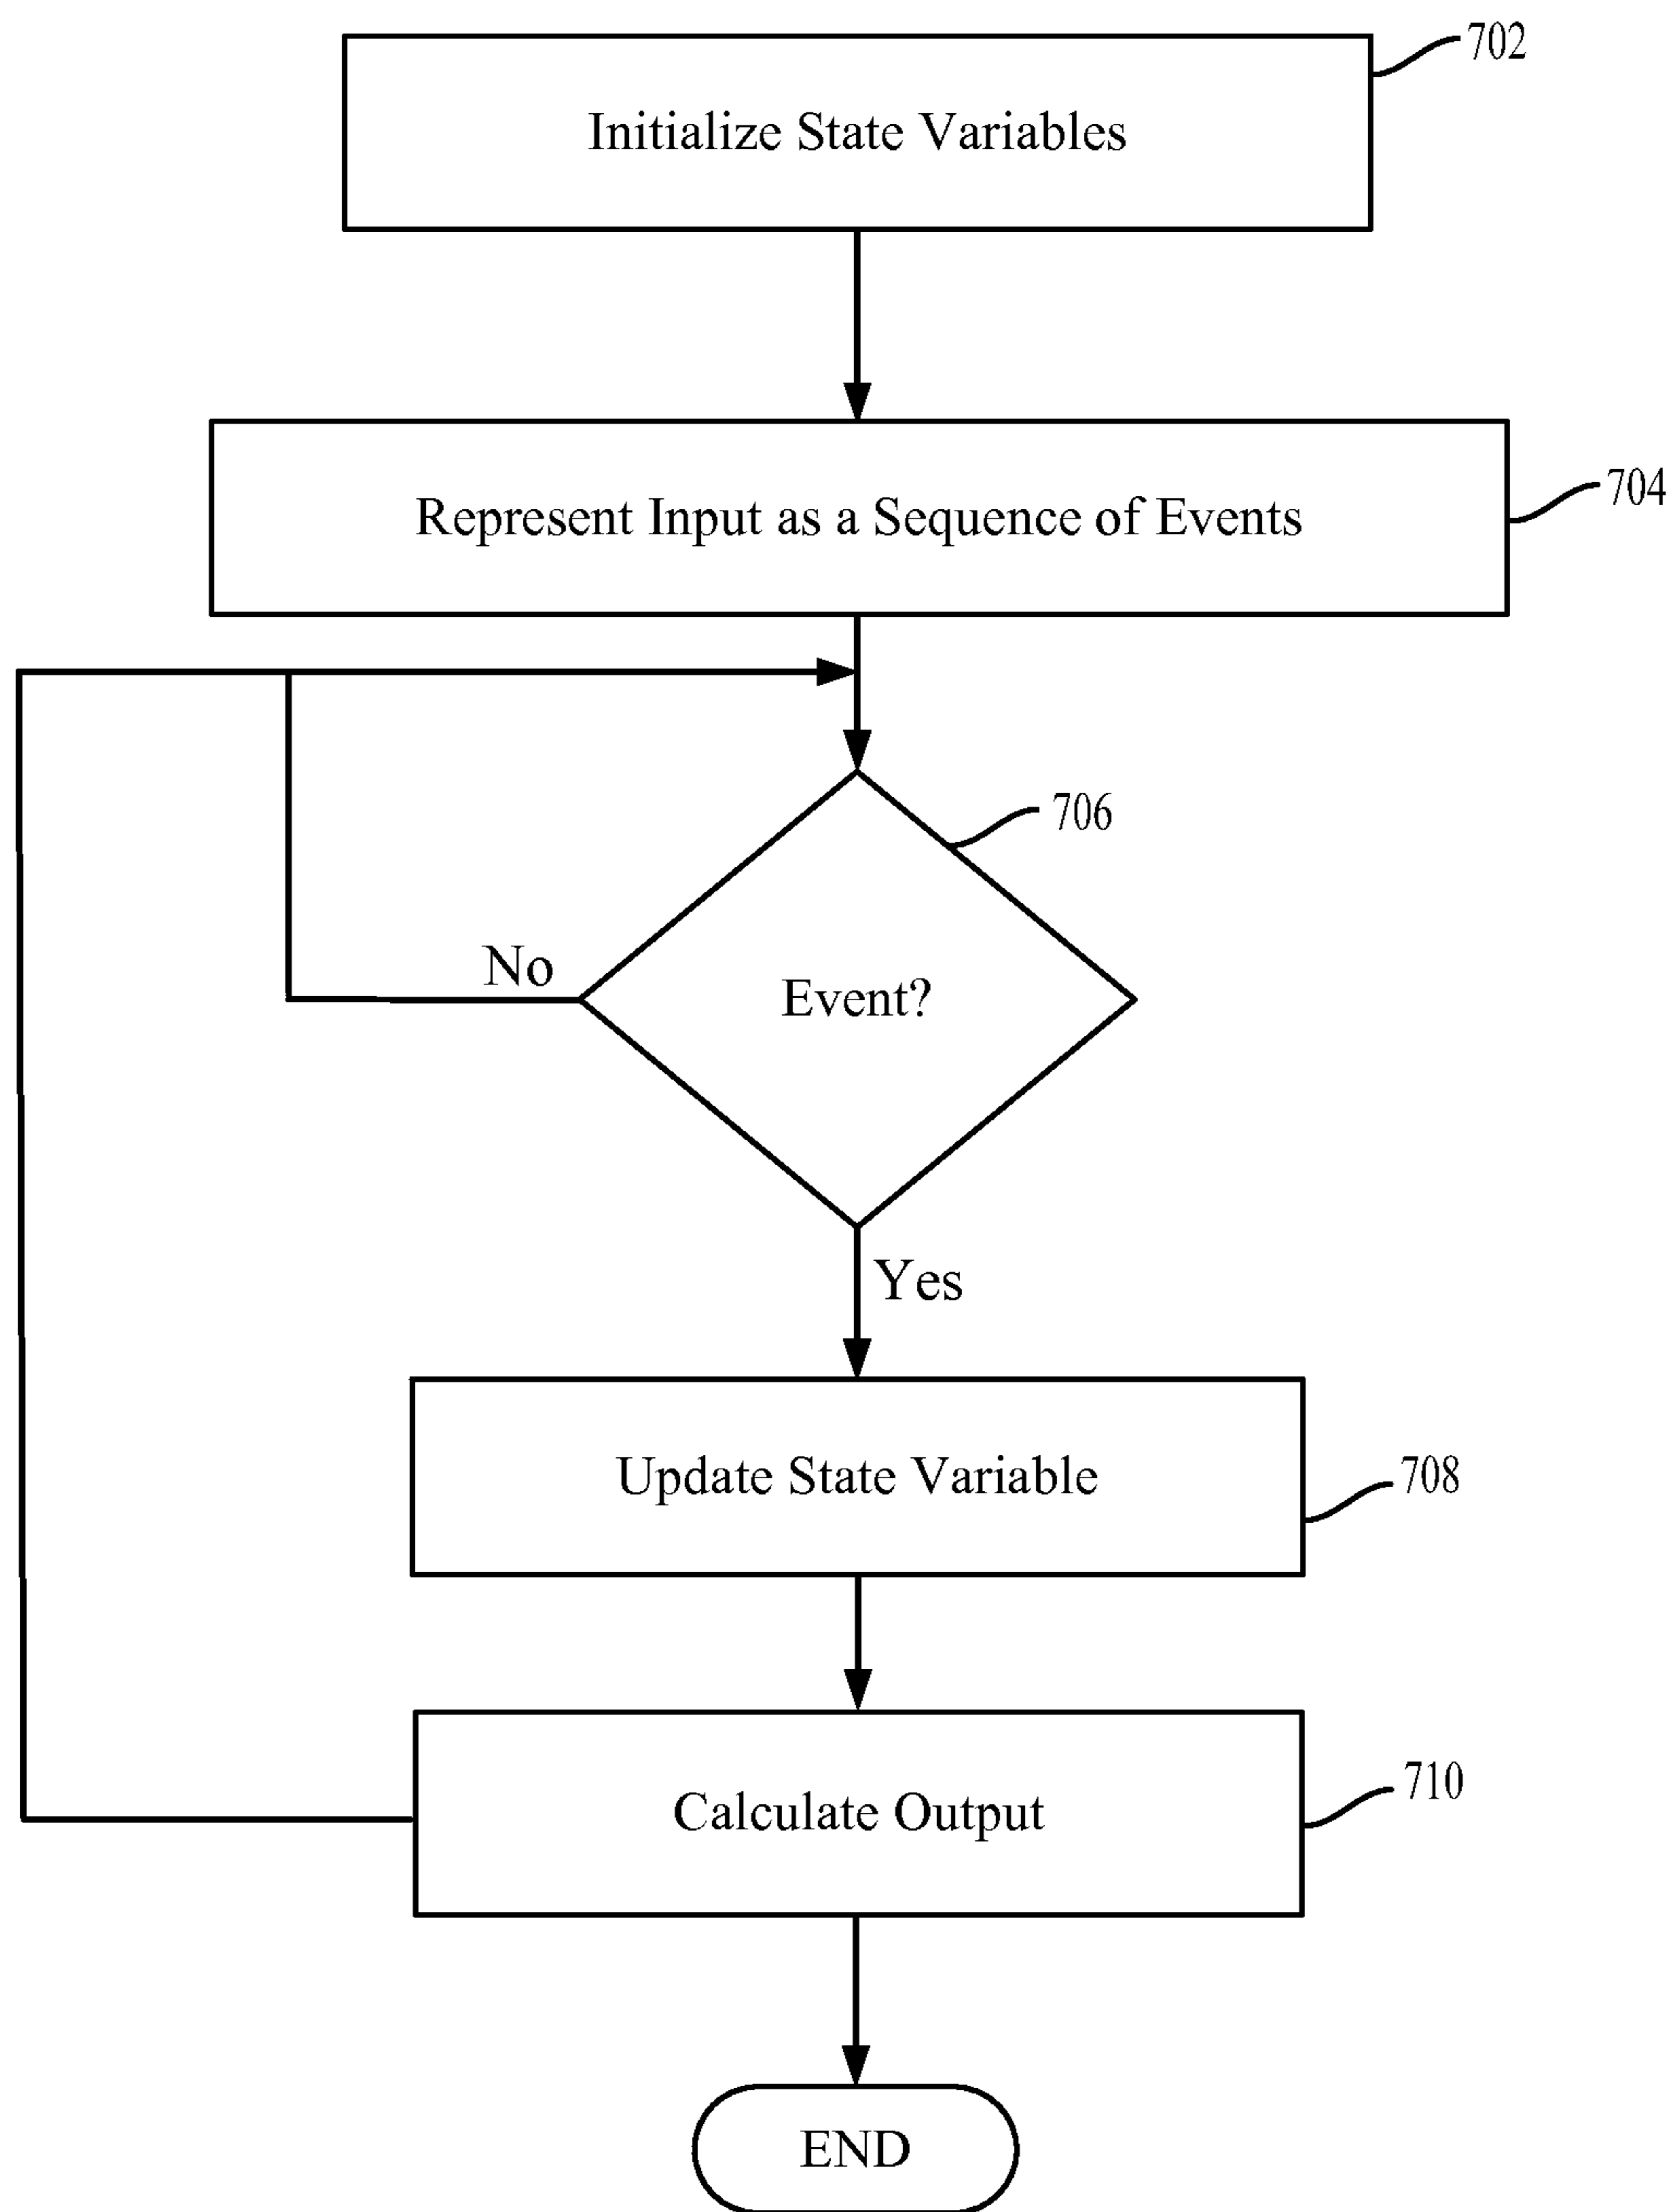 702
Initialize State Variables
704
Represent Input as a Sequence of Events
706
No
Event?
Yes
Update State Variable
708
Calculate Output
710
END